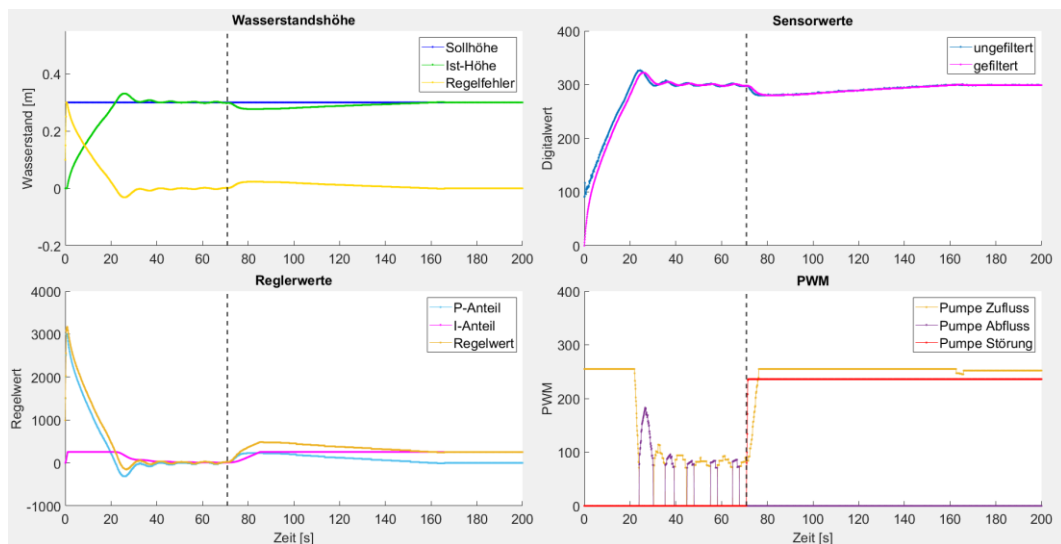 Wasserstandshöhe
Wasserstand [m]
0.4
0.2
0
-0.2
Sollhöhe
Ist-Höhe
Regelfehler
0 20 40 60 80 100 120 140 160 180 200
Sensorwerte
Digitalwert
400
300
200
100
0
ungefiltert
gefiltert
0 20 40 60 80 100 120 140 160 180 200
Reglerwerte
Regelwert
4000
3000
2000
1000
0
-1000
P-Anteil
I-Anteil
Regelwert
0 20 40 60 80 100 120 140 160 180 200
Zeit [s]
PWM
PWM
400
300
200
100
0
Pumpe Zufluss
Pumpe Abfluss
Pumpe Störung
0 20 40 60 80 100 120 140 160 180 200
Zeit [s]